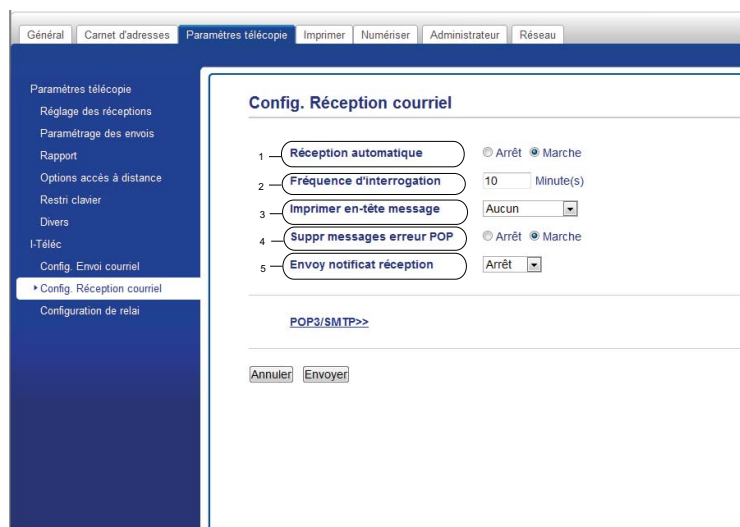 Général Carnet d'adresses Paramètres télécopie Imprimer Numériser Administrateur Réseau
Paramètres télécopie
Réglage des réceptions
Paramétrage des envois
Rapport
Options accès à distance
Restri clavier
Divers
I-Téléc
Config. Envoi courriel
Config. Réception courriel
Configuration de relai
Config. Réception courriel
1 Réception automatique Arrêt Marche
2 Fréquence d'interrogation 10 Minute(s)
3 Imprimer en-tête message Aucun
4 Suppr messages erreur POP Arrêt Marche
5 Envoy notificat réception Arrêt
POP3/SMTP>>
Annuler Envoyer